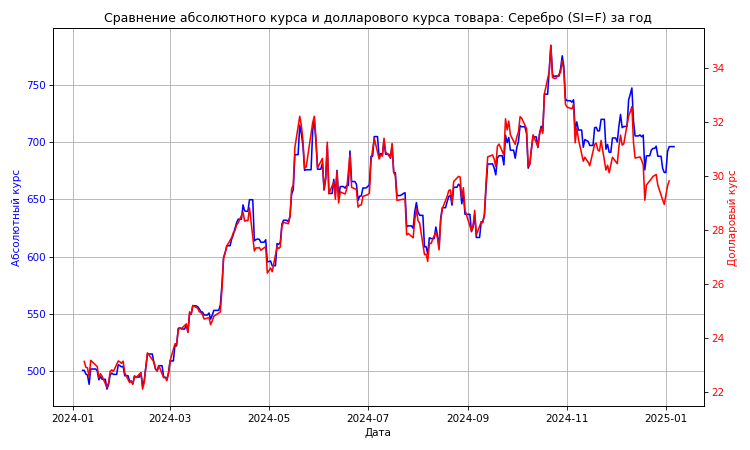 Сравнение абсолютного курса и долларового курса товара: Серебро (SI=F) за год
Абсолютный курс
750
700
650
600
550
500
34
32
30
28
26
24
22
Долларовый курс
2024-01 2024-03 2024-05 2024-07 2024-09 2024-11 2025-01
Дата